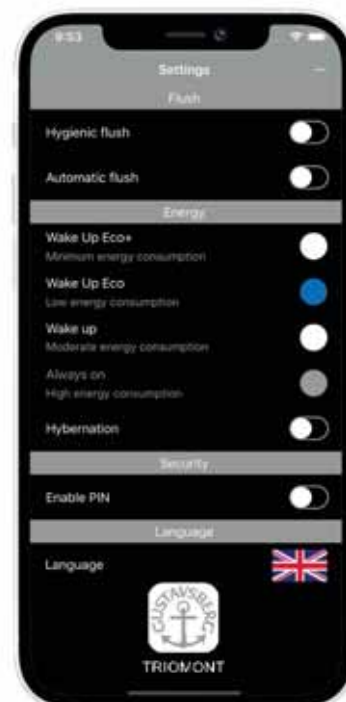 9:53
Settings
Flush
Hygienic flush
Automatic flush
Energy
Wake Up Eco+
Minimum energy consumption
Wake Up Eco
Low energy consumption
Wake up
Moderate energy consumption
Always on
High energy consumption
Hybernation
Security
Enable PIN
Language
Language
GUSTAVSBERG
TRIOMONT